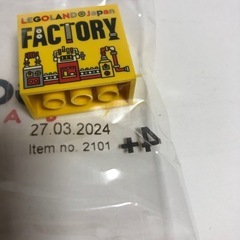 LEGOLAND Japan
FACTORY
27.03.2024
Item no. 2101